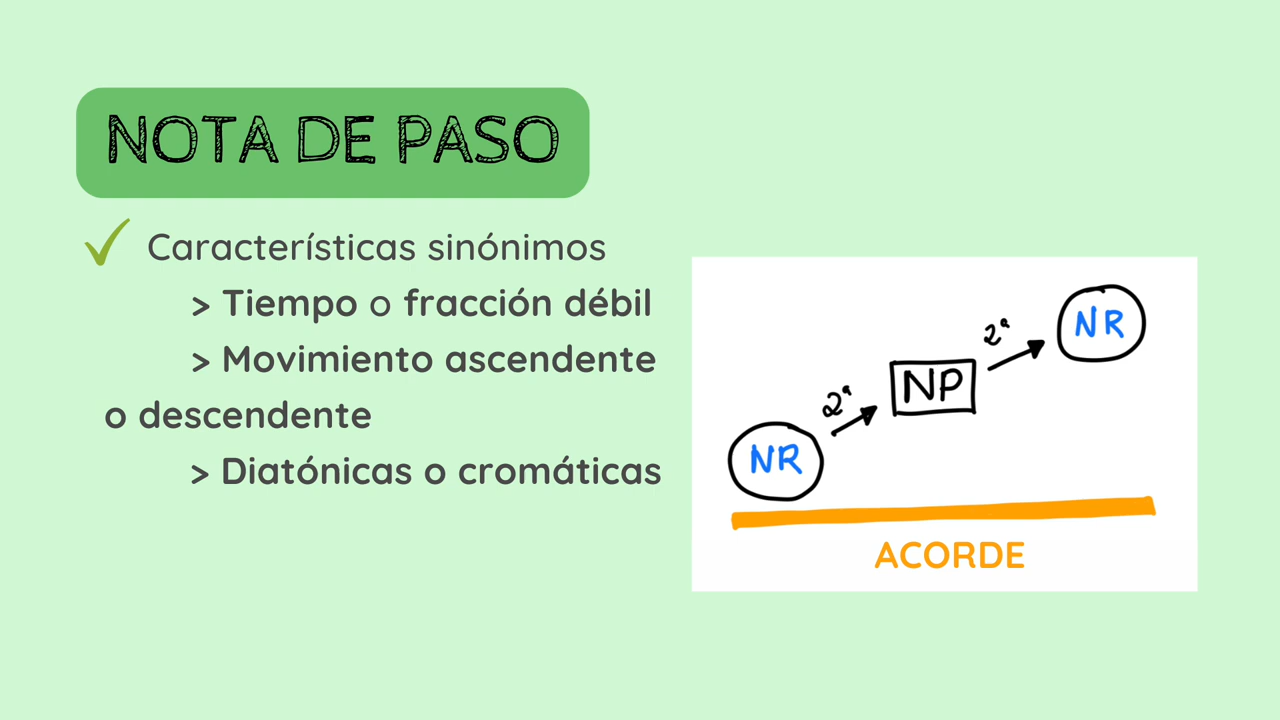 NOTA DE PASO
Características sinónimos
> Tiempo o fracción débil
> Movimiento ascendente
o descendente
> Diatónicas o cromáticas
NR
2ª
NP
2ª
NR
ACORDE